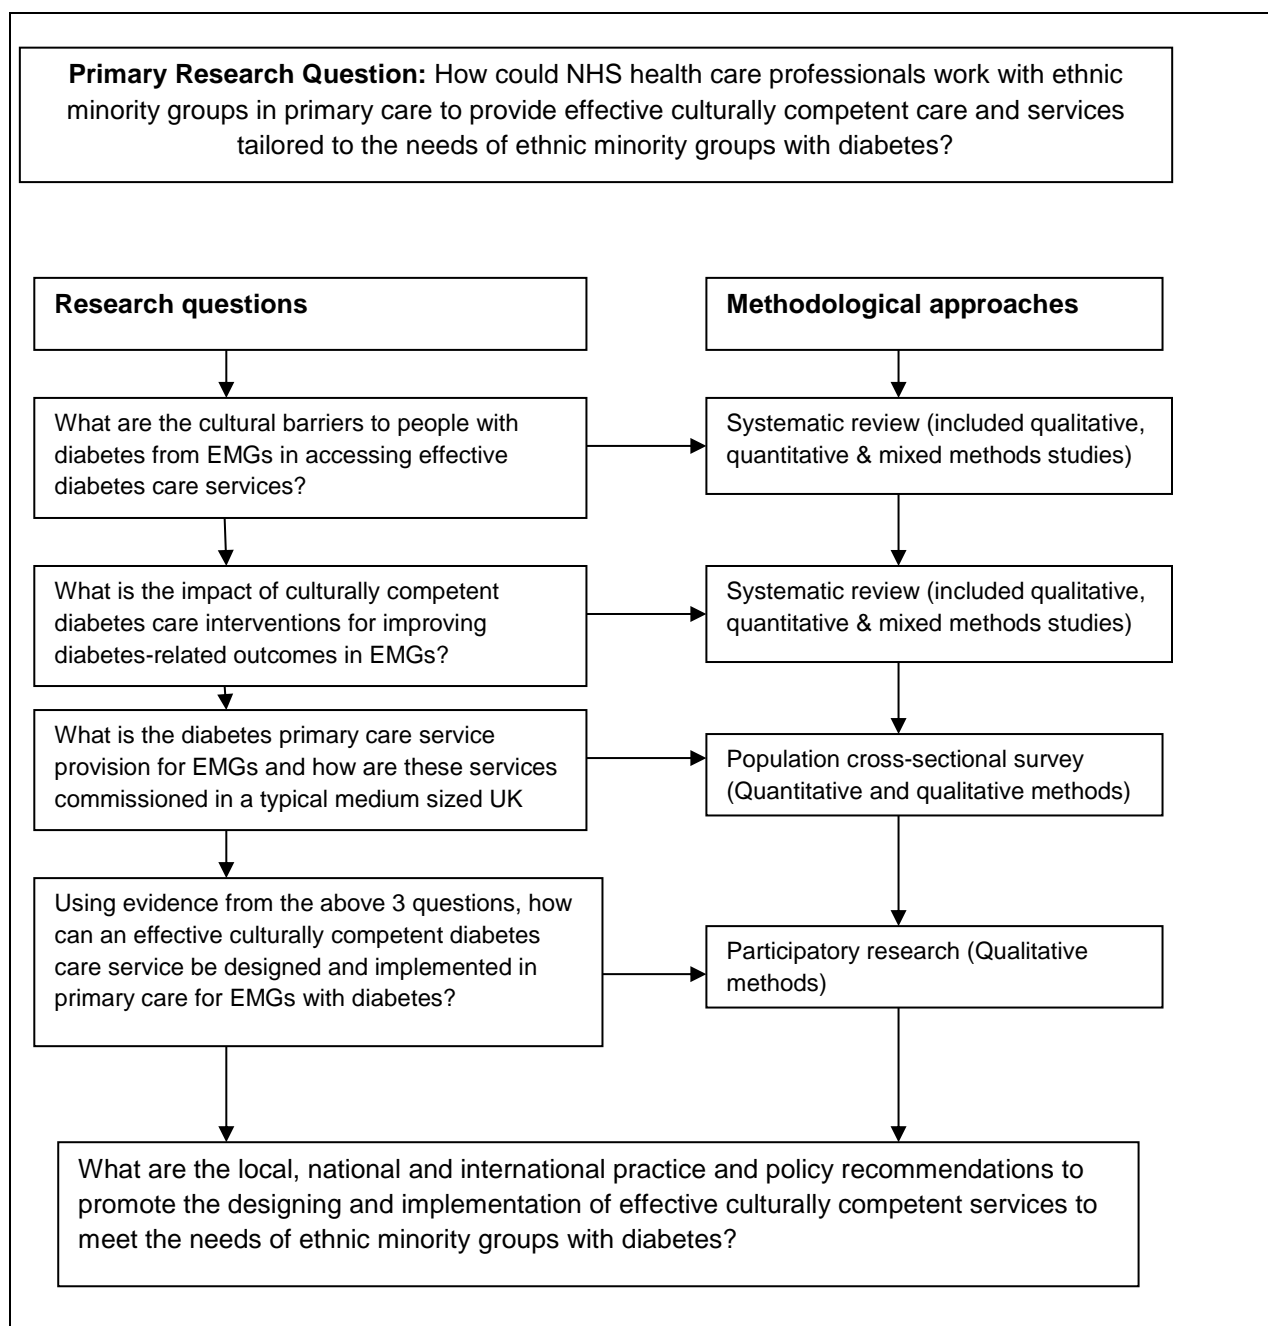 Primary Research Question: How could NHS health care professionals work with ethnic
minority groups in primary care to provide effective culturally competent care and services
tailored to the needs of ethnic minority groups with diabetes?
Research questions
Methodological approaches
What are the cultural barriers to people with
diabetes from EMGs in accessing effective
diabetes care services?
Systematic review (included qualitative,
quantitative & mixed methods studies)
What is the impact of culturally competent
diabetes care interventions for improving
diabetes-related outcomes in EMGs?
Systematic review (included qualitative,
quantitative & mixed methods studies)
What is the diabetes primary care service
provision for EMGs and how are these services
commissioned in a typical medium sized UK
Population cross-sectional survey
(Quantitative and qualitative methods)
Using evidence from the above 3 questions, how
can an effective culturally competent diabetes
care service be designed and implemented in
primary care for EMGs with diabetes?
Participatory research (Qualitative
methods)
What are the local, national and international practice and policy recommendations to
promote the designing and implementation of effective culturally competent services to
meet the needs of ethnic minority groups with diabetes?